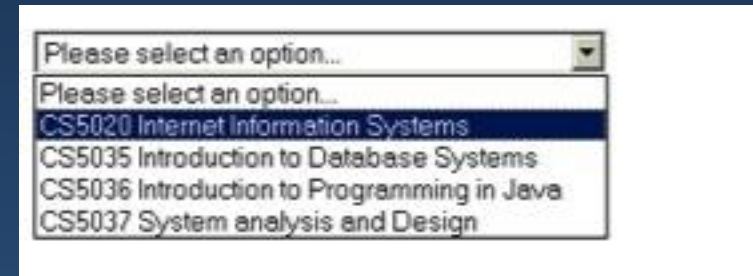 Please select an option...
Please select an option...
CS5020 Internet Information Systems
CS5035 Introduction to Database Systems
CS5036 Introduction to Programming in Java
CS5037 System analysis and Design